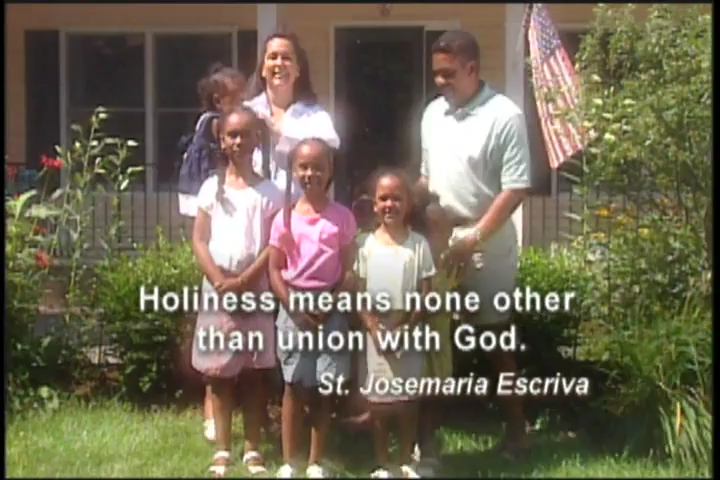 Holiness means none other
than union with God.
St. Josemaria Escriva